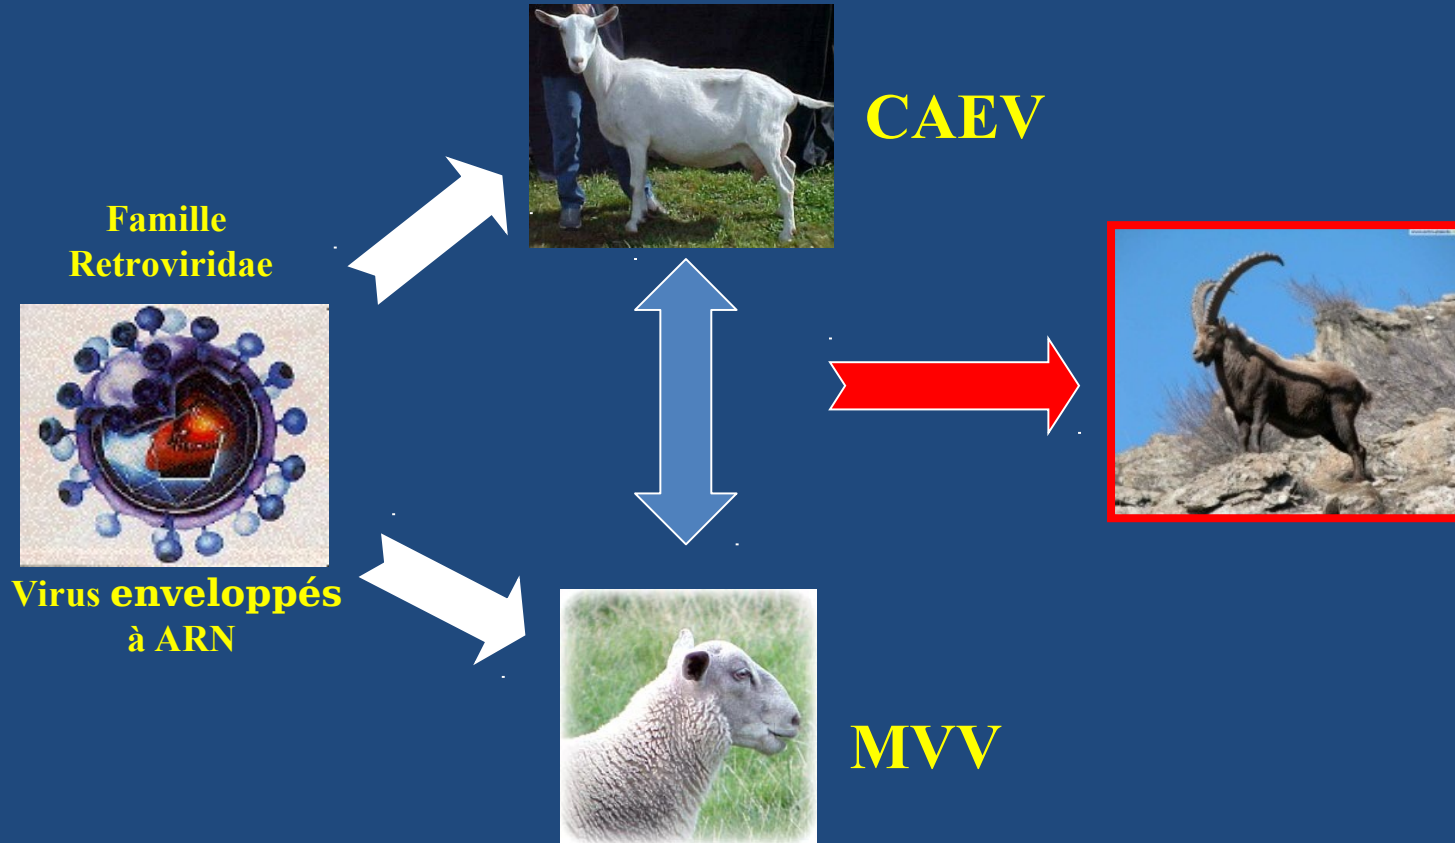 Famille
Retroviridae
Virus enveloppés
à ARN
CAEV
MVV